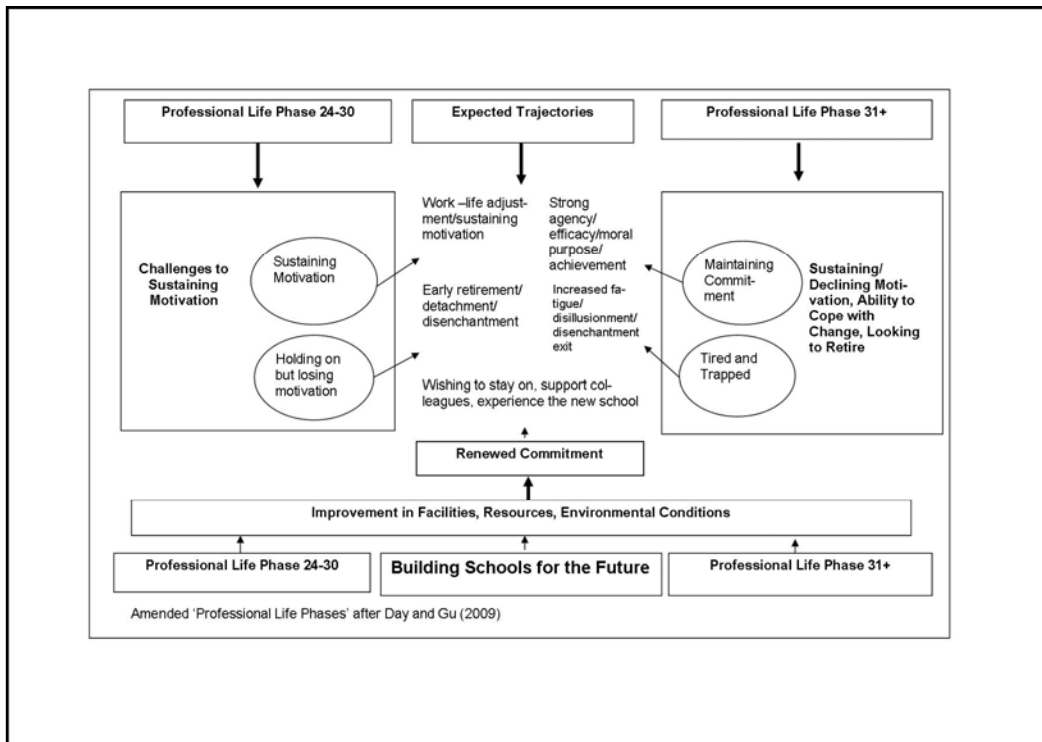 Professional Life Phase 24-30
Expected Trajectories
Professional Life Phase 31+
Challenges to
Sustaining
Motivation
Sustaining
Motivation
Holding on
but losing
motivation
Work –life adjust-
ment/sustaining
motivation
Early retirement/
detachment/
disenchantment
Strong
agency/
efficacy/moral
purpose/
achievement
Increased fa-
tigue/
disillusionment/
disenchantment
exit
Wishing to stay on, support col-
leagues, experience the new school
Maintaining
Commit-
ment
Tired and
Trapped
Sustaining/
Declining Moti-
vation, Ability to
Cope with
Change, Looking
to Retire
Renewed Commitment
Improvement in Facilities, Resources, Environmental Conditions
Professional Life Phase 24-30
Building Schools for the Future
Professional Life Phase 31+
Amended 'Professional Life Phases' after Day and Gu (2009)